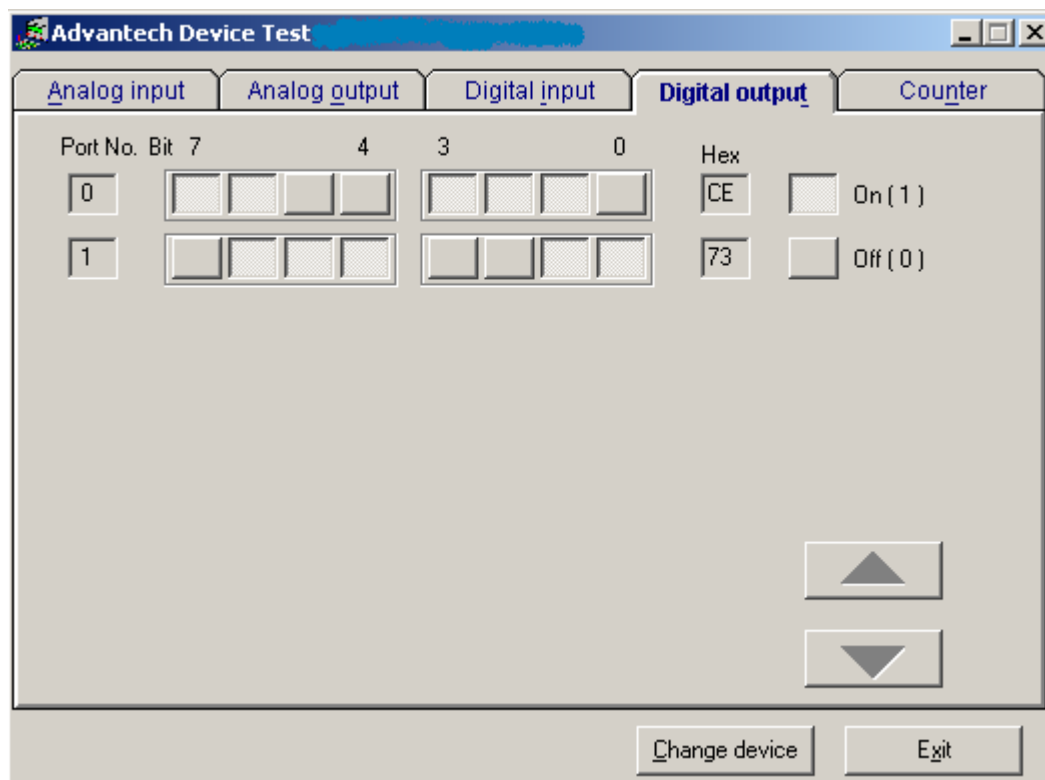 Advantech Device Test
Analog input Analog output Digital input Digital output Counter
Port No. Bit 7 4 3 0 Hex
0 CE On ( 1 )
1 73 Off ( 0 )
Change device Exit